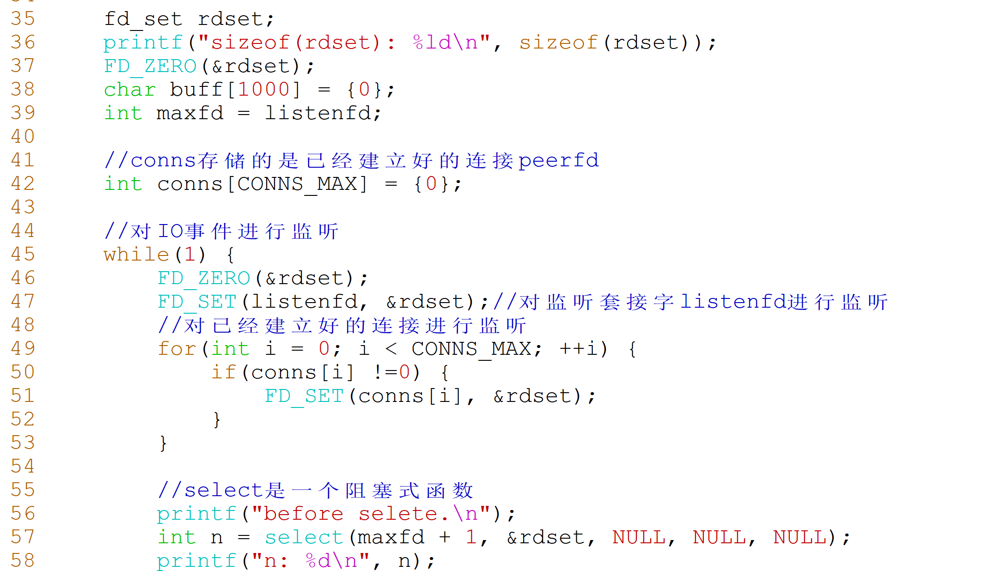 35     fd_set rdset;
36     printf("sizeof(rdset): %ld\n", sizeof(rdset));
37     FD_ZERO(&rdset);
38     char buff[1000] = {0};
39     int maxfd = listenfd;
40
41     //conns存储的是已经建立好的连接peerfd
42     int conns[CONNS_MAX] = {0};
43
44     //对IO事件进行监听
45     while(1) {
46         FD_ZERO(&rdset);
47         FD_SET(listenfd, &rdset);//对监听套接字listenfd进行监听
48         //对已经建立好的连接进行监听
49         for(int i = 0; i < CONNS_MAX; ++i) {
50             if(conns[i] !=0) {
51                 FD_SET(conns[i], &rdset);
52             }
53         }
54
55         //select是一个阻塞式函数
56         printf("before selete.\n");
57         int n = select(maxfd + 1, &rdset, NULL, NULL, NULL);
58         printf("n: %d\n", n);